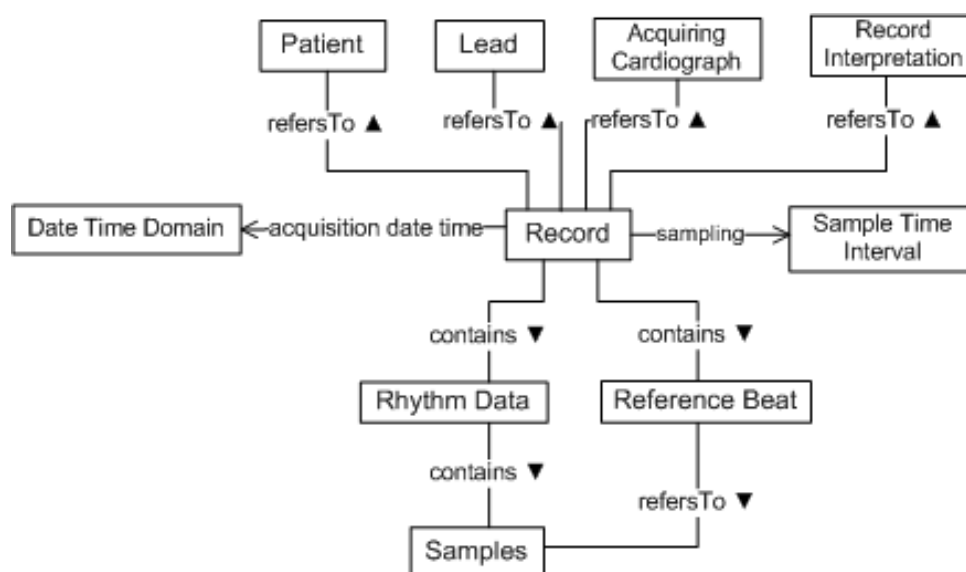 Patient
Lead
Acquiring
Cardiograph
Record
Interpretation
refersTo ▲
refersTo ▲
refersTo ▲
refersTo ▲
Date Time Domain
acquisition date time
Record
sampling
Sample Time
Interval
contains ▼
contains ▼
Rhythm Data
Reference Beat
contains ▼
refersTo ▼
Samples